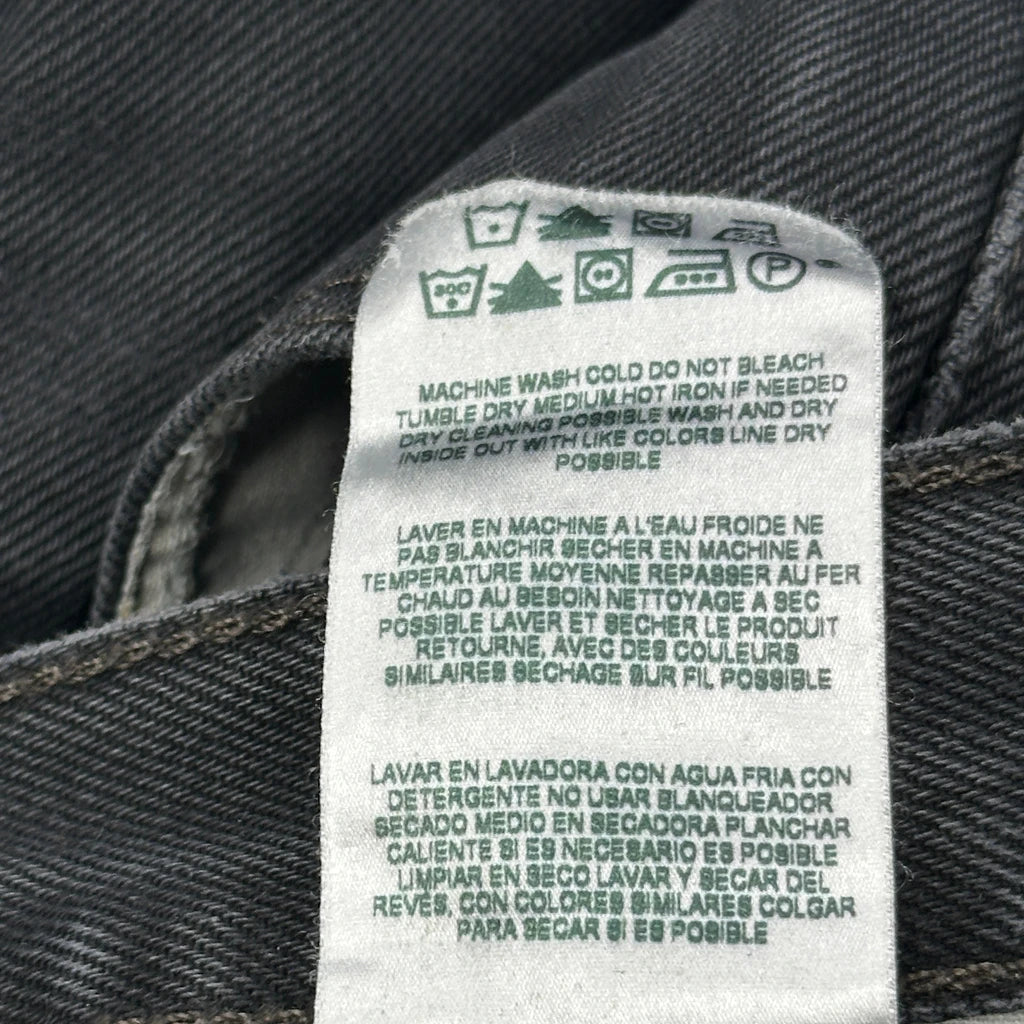 30C
P
MACHINE WASH COLD DO NOT BLEACH
TUMBLE DRY MEDIUM HOT IRON IF NEEDED
DRY CLEANING POSSIBLE WASH AND DRY
INSIDE OUT WITH LIKE COLORS LINE DRY
POSSIBLE
LAVER EN MACHINE A L'EAU FROIDE NE
PAS BLANCHIR SECHER EN MACHINE A
TEMPERATURE MOYENNE REPASSER AU FER
CHAUD AU BESOIN NETTOYAGE A SEC
POSSIBLE LAVER ET SECHER LE PRODUIT
RETOURNE, AVEC DES COULEURS
SIMILAIRES SECHAGE SUR FIL POSSIBLE
LAVAR EN LAVADORA CON AGUA FRIA CON
DETERGENTE NO USAR BLANQUEADOR
SECADO MEDIO EN SECADORA PLANCHAR
CALIENTE SI ES NECESARIO ES POSIBLE
LIMPIAR EN SECO LAVAR Y SECAR DEL
REVES, CON COLORES SIMILARES COLGAR
PARA SECAR SI ES POSIBLE